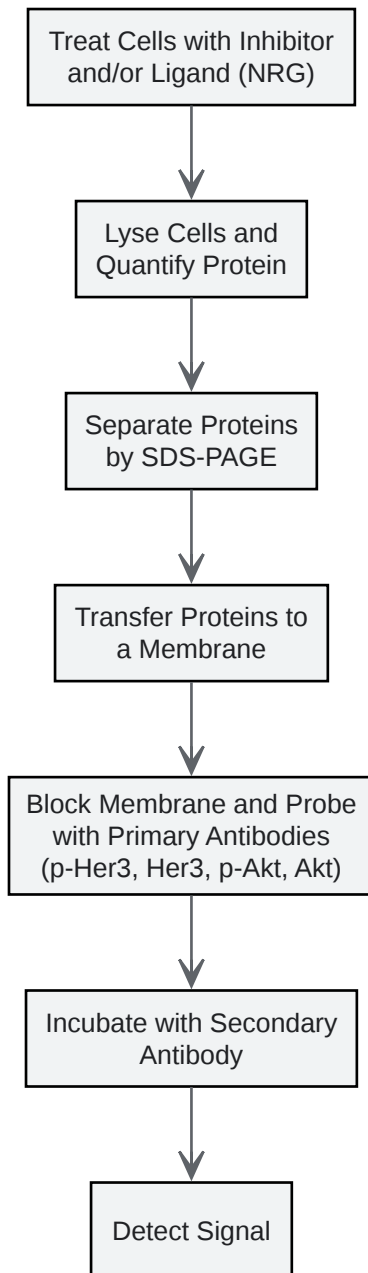 Treat Cells with Inhibitor
and/or Ligand (NRG)
Lyse Cells and
Quantify Protein
Separate Proteins
by SDS-PAGE
Transfer Proteins to
a Membrane
Block Membrane and Probe
with Primary Antibodies
(p-Her3, Her3, p-Akt, Akt)
Incubate with Secondary
Antibody
Detect Signal